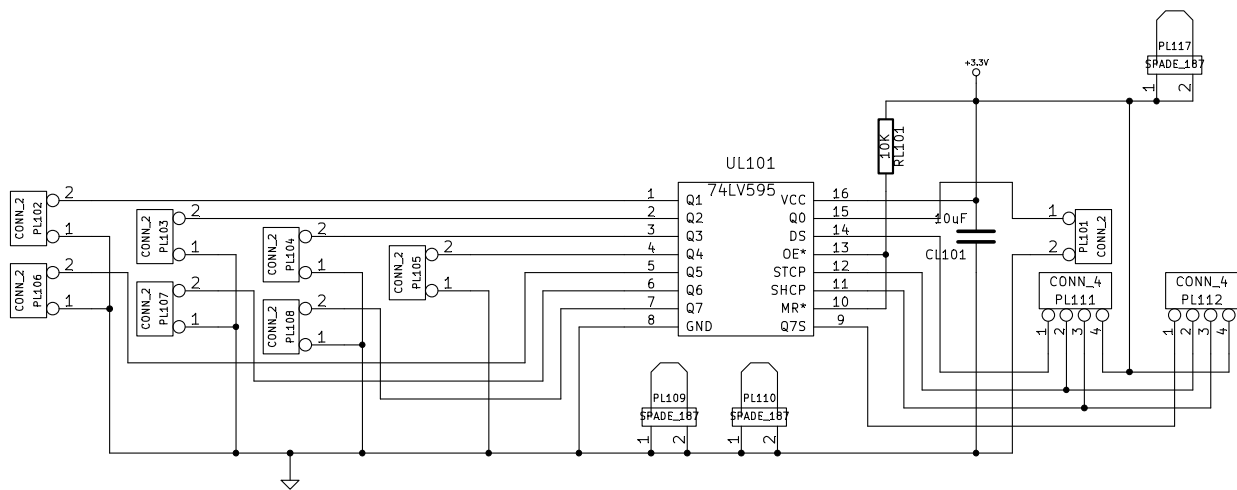 PL117
SPADE_187
1 2
+3.3V
10K
RL101
UL101
74LV595
1 Q1 VCC 16
2 Q2 Q0 15
3 Q3 DS 14
4 Q4 OE* 13
5 Q5 STCP 12
6 Q6 SHCP 11
7 Q7 MR* 10
8 GND Q7S 9
10uF
CL101
CONN_2
PL102
2
1
CONN_2
PL103
2
1
CONN_2
PL104
2
1
CONN_2
PL105
2
1
CONN_2
PL106
2
1
CONN_2
PL107
2
1
CONN_2
PL108
2
1
1
2
PL101
CONN_2
CONN_4
PL111
1 2 3 4
CONN_4
PL112
1 2 3 4
PL109
SPADE_187
1 2
PL110
SPADE_187
1 2